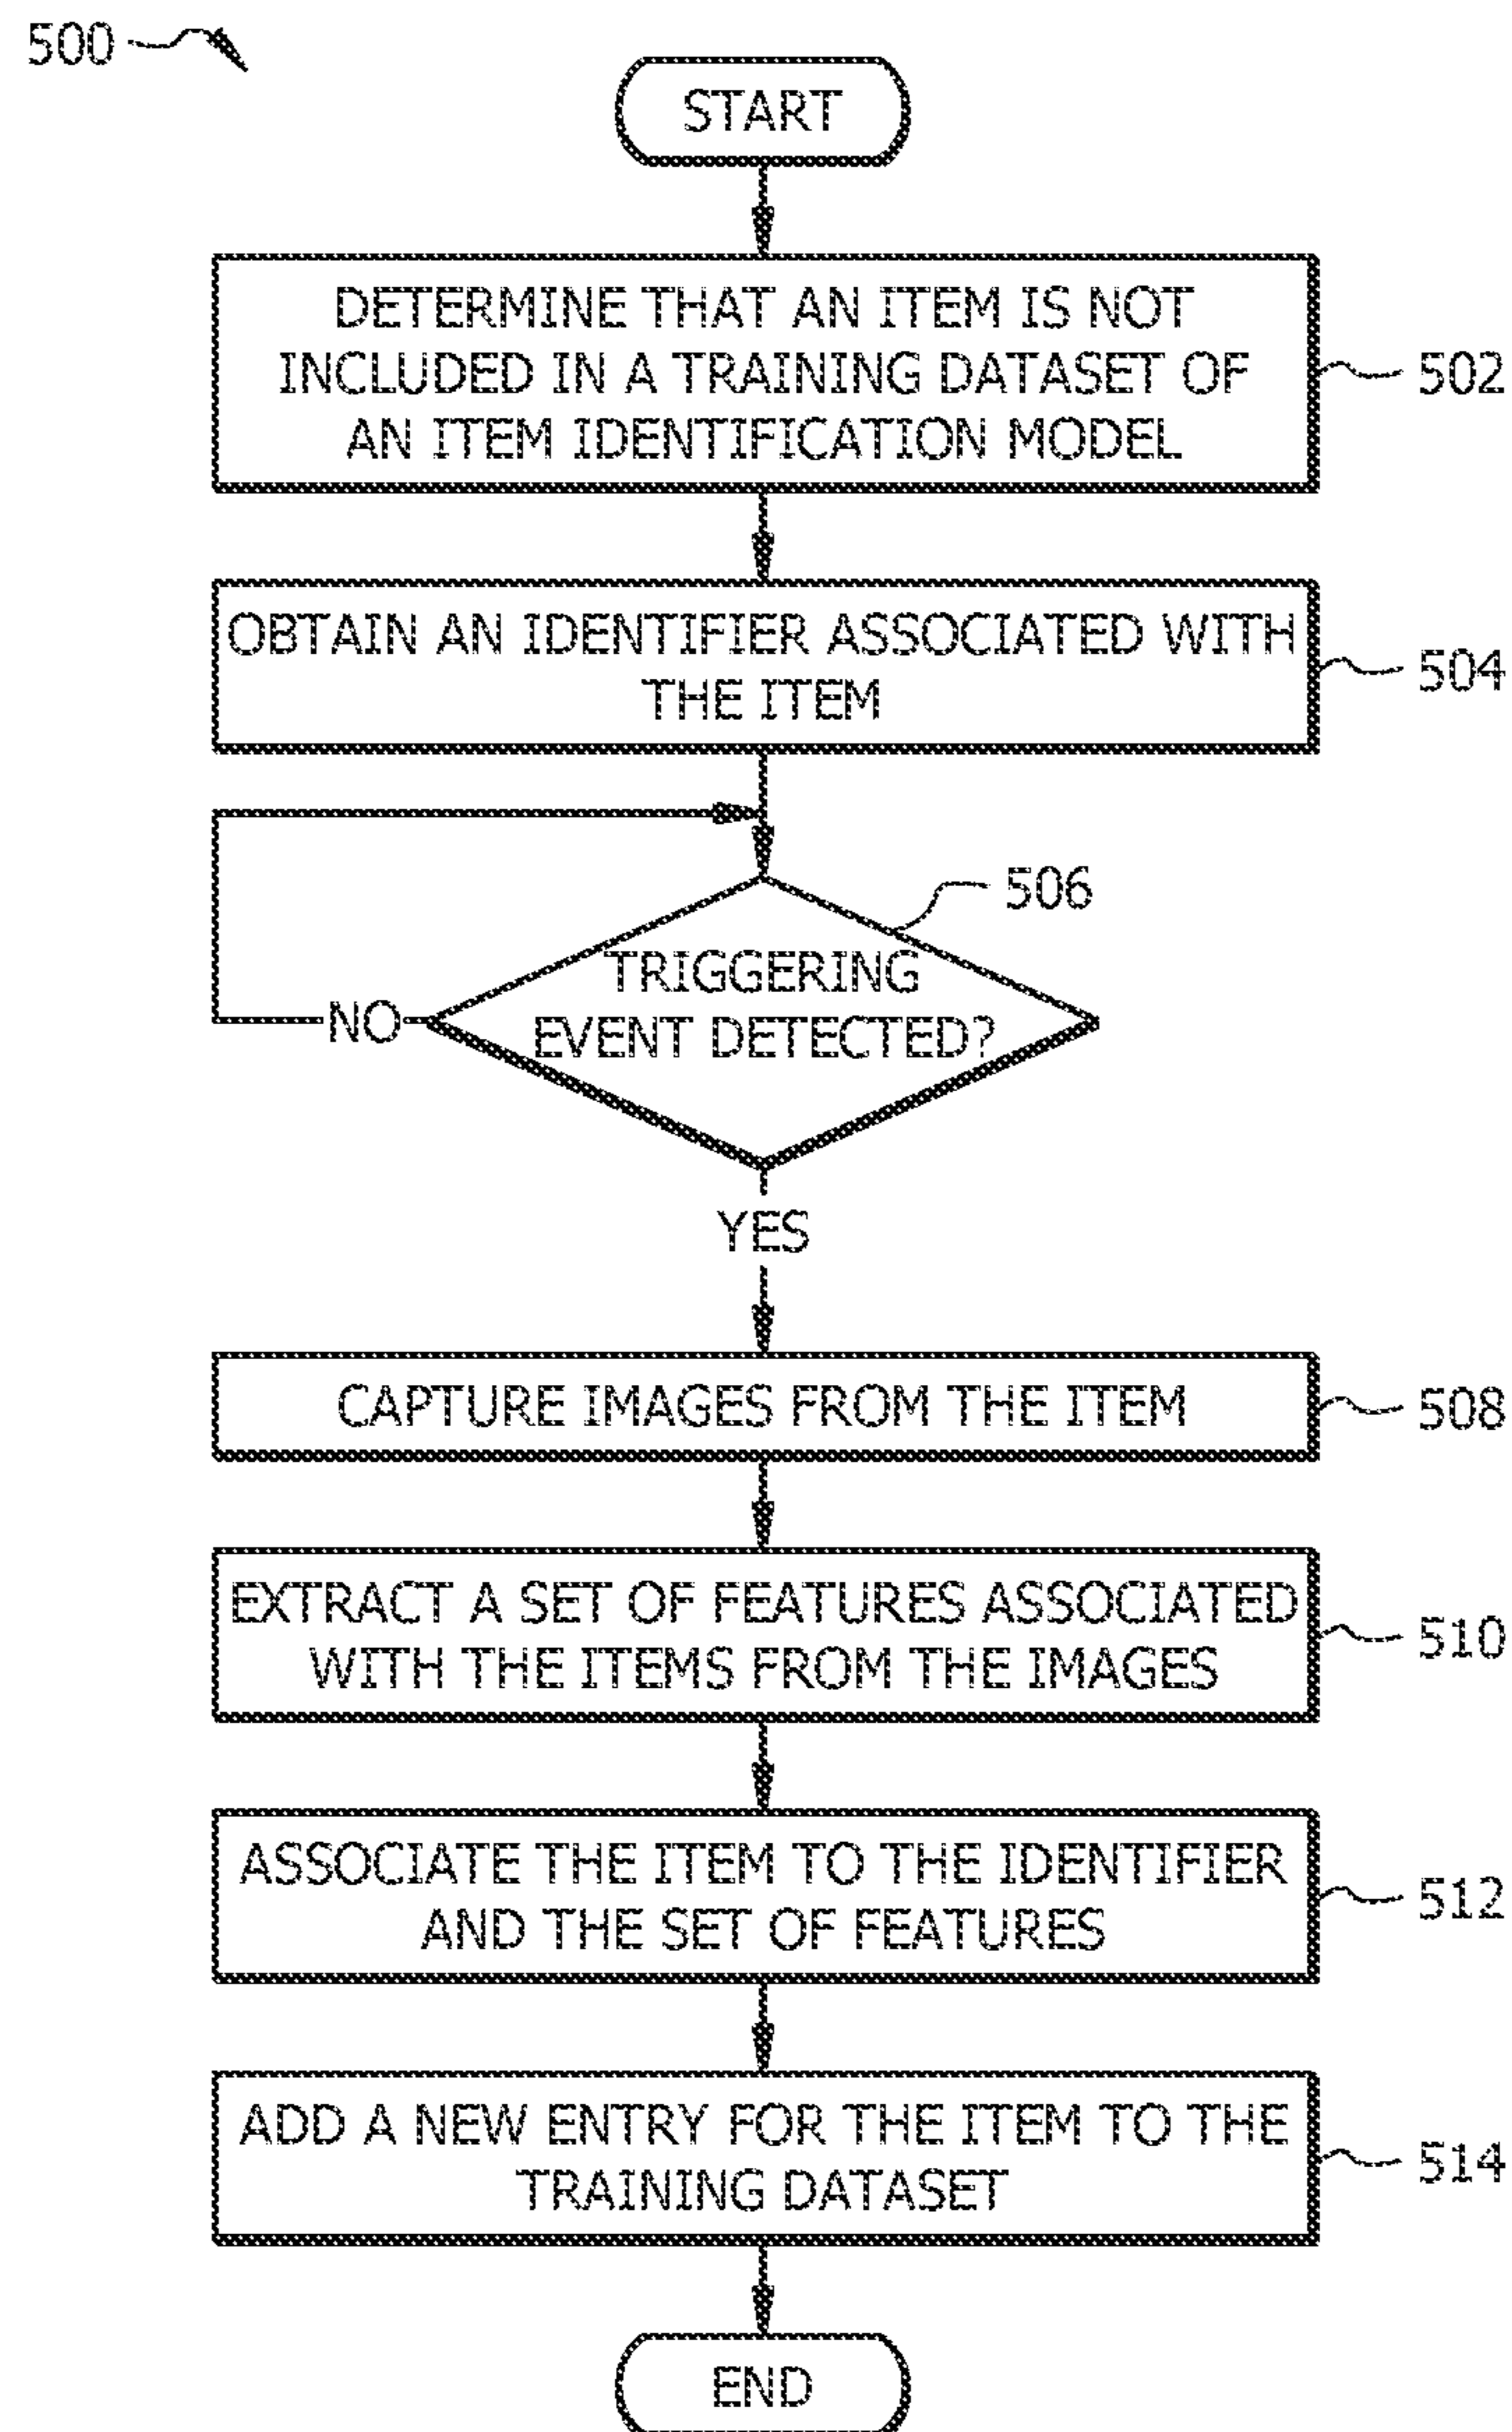 500
START
DETERMINE THAT AN ITEM IS NOT
INCLUDED IN A TRAINING DATASET OF
AN ITEM IDENTIFICATION MODEL
502
OBTAIN AN IDENTIFIER ASSOCIATED WITH
THE ITEM
504
506
TRIGGERING
EVENT DETECTED?
NO
YES
CAPTURE IMAGES FROM THE ITEM
508
EXTRACT A SET OF FEATURES ASSOCIATED
WITH THE ITEMS FROM THE IMAGES
510
ASSOCIATE THE ITEM TO THE IDENTIFIER
AND THE SET OF FEATURES
512
ADD A NEW ENTRY FOR THE ITEM TO THE
TRAINING DATASET
514
END